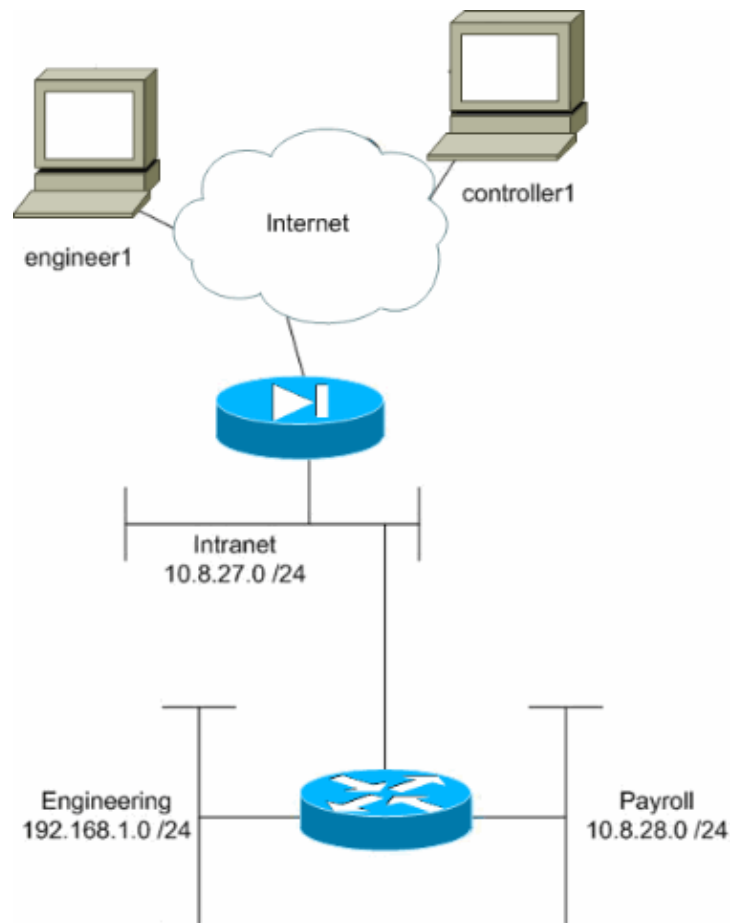 controller1
Internet
engineer1
Intranet
10.8.27.0 /24
Engineering
192.168.1.0 /24
Payroll
10.8.28.0 /24